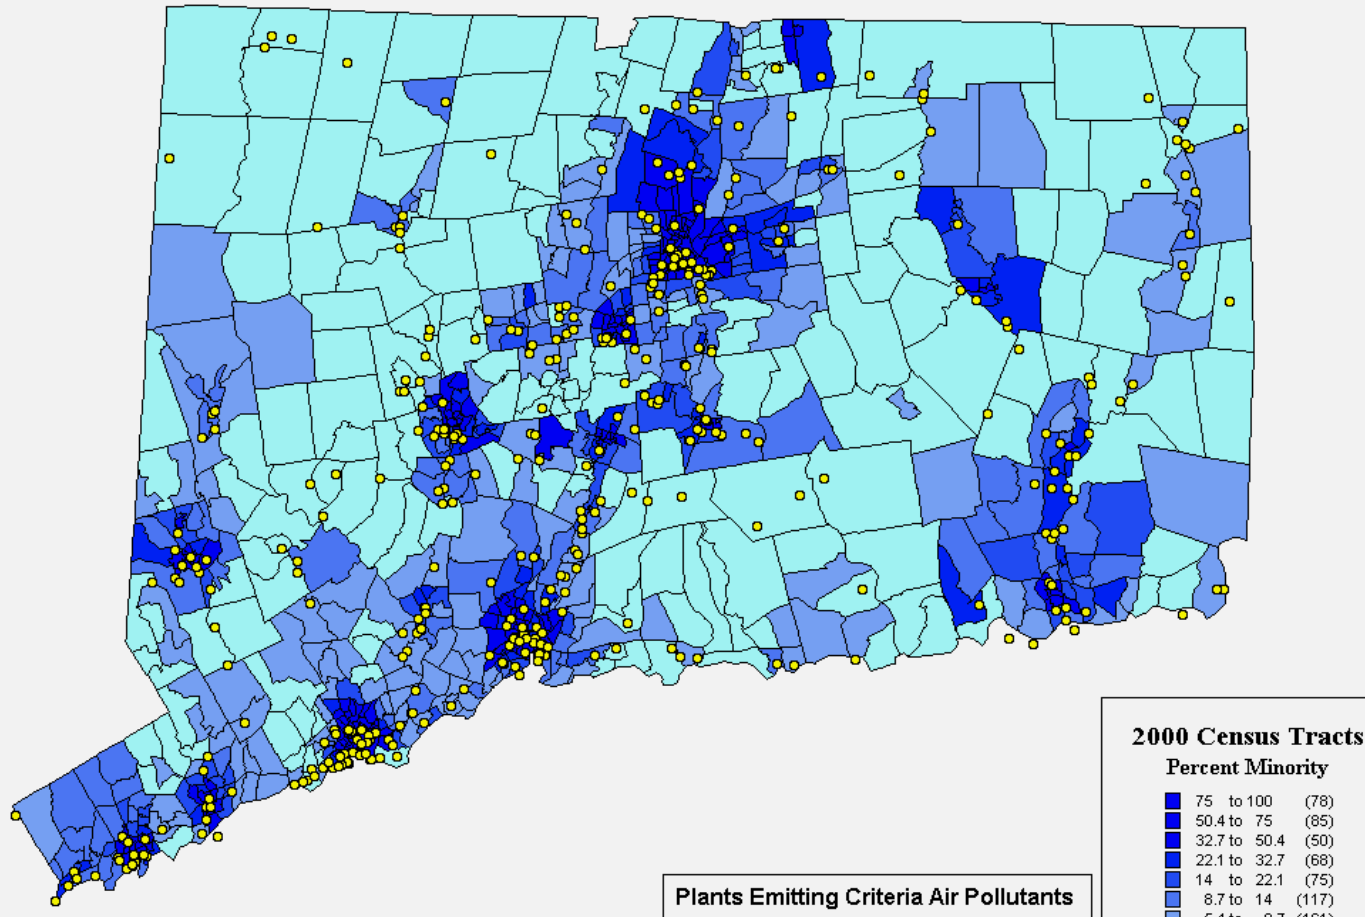 2000 Census Tracts
Percent Minority
75 to 100 (78)
50.4 to 75 (85)
32.7 to 50.4 (50)
22.1 to 32.7 (68)
14 to 22.1 (75)
8.7 to 14 (117)
Plants Emitting Criteria Air Pollutants